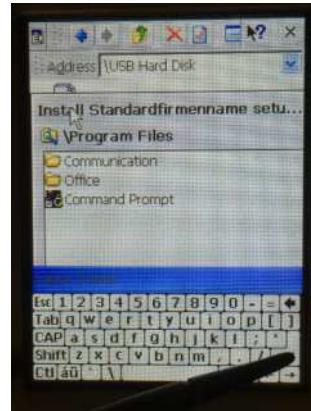 Address \USB Hard Disk
Install Standardfirmenname setu...
\Program Files
Communication
Office
Command Prompt
Esc 1 2 3 4 5 6 7 8 9 0 - =
Tab q w e r t y u i o p [ ]
CAP a s d f g h j k l ; '
Shift z x c v b n m , . /
Ctl áü ` \